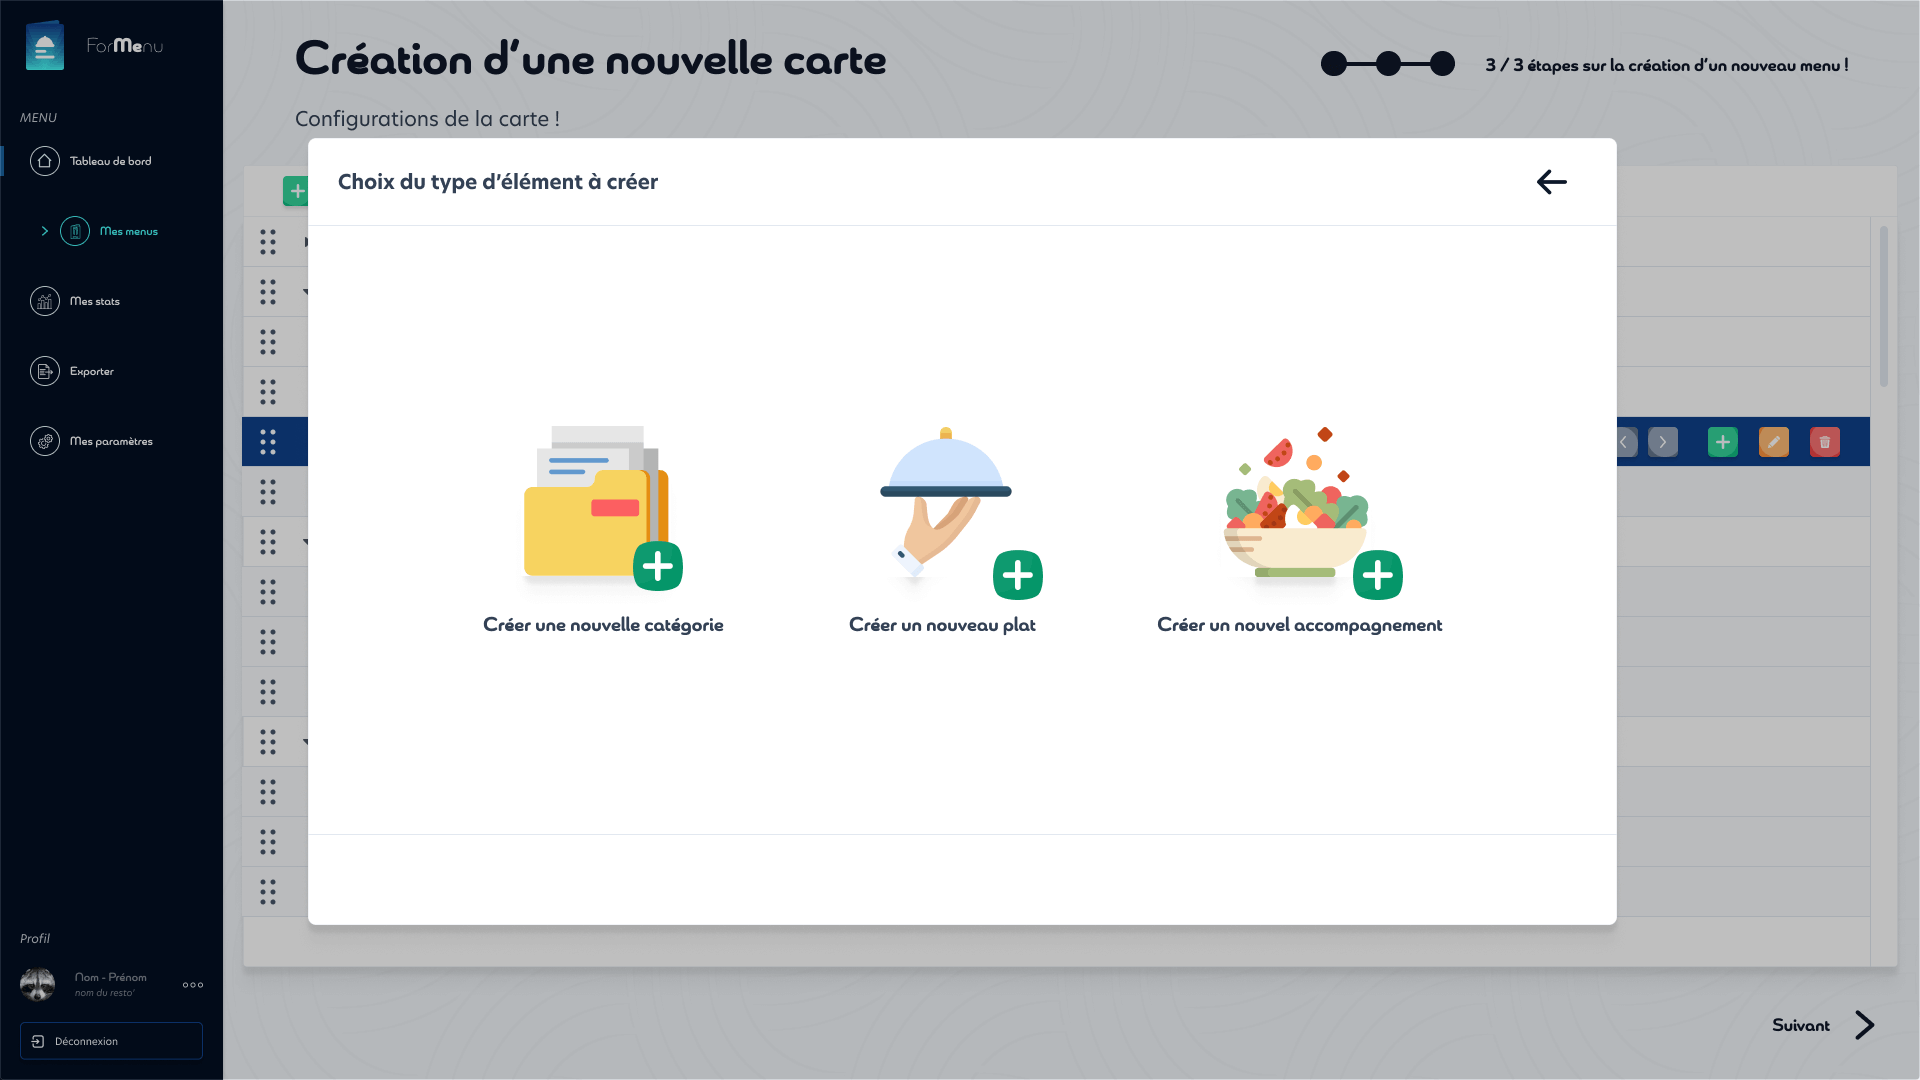 ForMenu
MENU
Tableau de bord
Mes menus
Mes stats
Exporter
Mes paramètres
Profil
Nom - Prénom
nom du resto'
Déconnexion
Création d'une nouvelle carte
3 / 3 étapes sur la création d'un nouveau menu !
Configurations de la carte !
Choix du type d'élément à créer
Créer une nouvelle catégorie
Créer un nouveau plat
Créer un nouvel accompagnement
Suivant